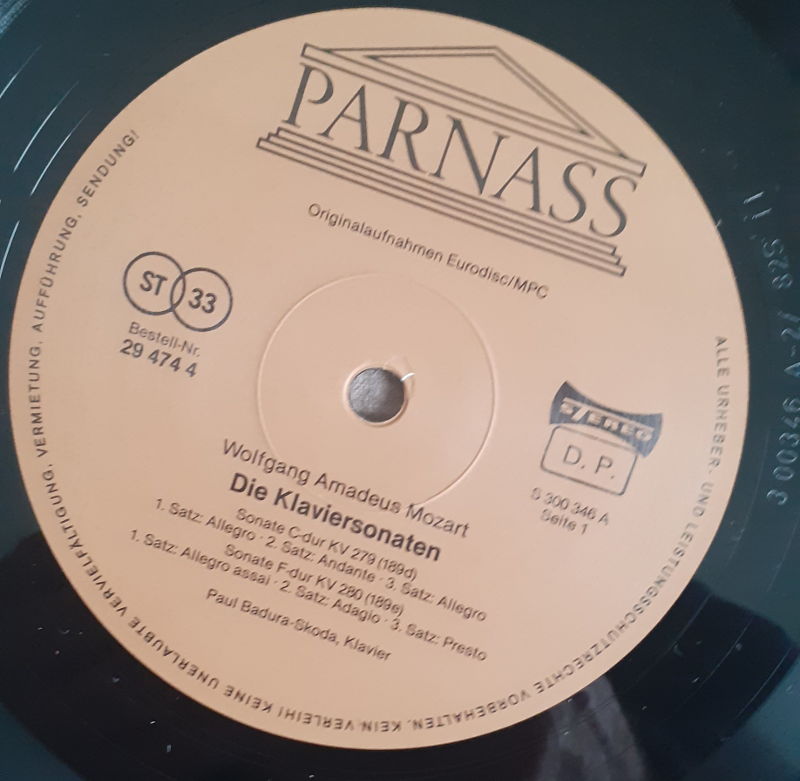 PARNASS
Originalaufnahmen Eurodisc/MPC
ST 33
Bestell-Nr.
29 474 4
STEREO
D. P.
S 300 346 A
Seite 1
Wolfgang Amadeus Mozart
Die Klaviersonaten
Sonate C-dur KV 279 (189d)
1. Satz: Allegro · 2. Satz: Andante · 3. Satz: Allegro
Sonate F-dur KV 280 (189e)
1. Satz: Allegro assai · 2. Satz: Adagio · 3. Satz: Presto
Paul Badura-Skoda, Klavier
ALLE URHEBER- UND LEISTUNGSSCHUTZRECHTE VORBEHALTEN. KEIN VERLEIH! KEINE UNERLAUBTE VERVIELFÄLTIGUNG, VERMIETUNG, AUFFÜHRUNG, SENDUNG!
300346 A-2/